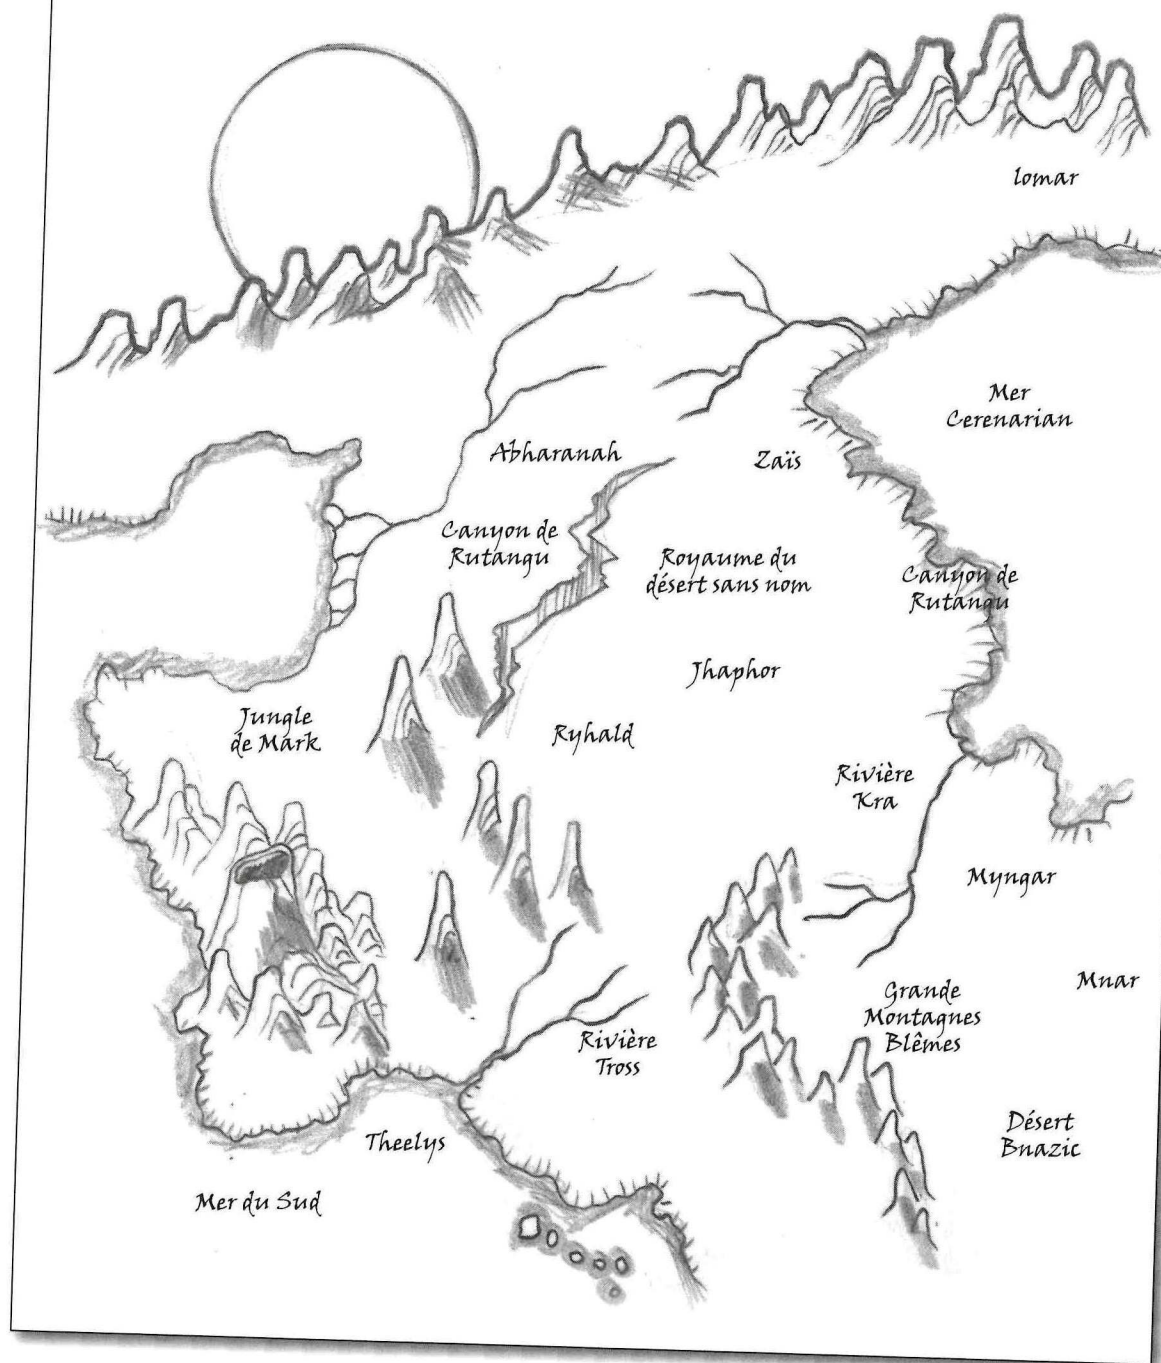 lomar
Mer
Cerenarian
Abharanah
Zaïs
Canyon de
Rutangu
Royaume du
désert sans nom
Canyon de
Rutangu
Jhaphor
Jungle
de Mark
Ryhald
Rivière
Kra
Myngar
Mnar
Grande
Montagnes
Blêmes
Rivière
Tross
Désert
Bnazic
Theelys
Mer du Sud